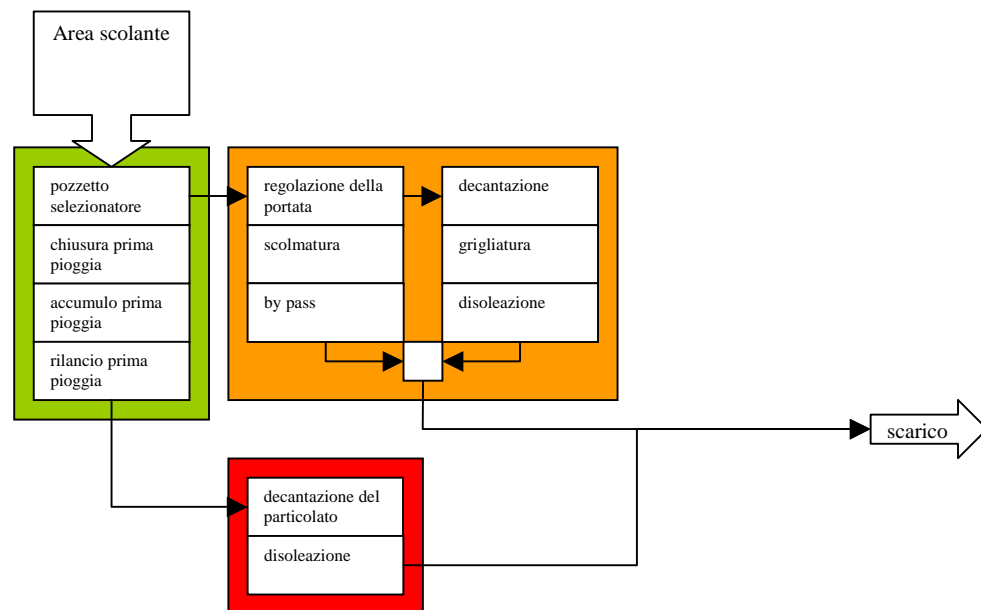 Area scolante
pozzetto
selezionatore
chiusura prima
pioggia
accumulo prima
pioggia
rilancio prima
pioggia
regolazione della
portata
scolmatura
by pass
decantazione
grigliatura
disoleazione
scarico
decantazione del
particolato
disoleazione